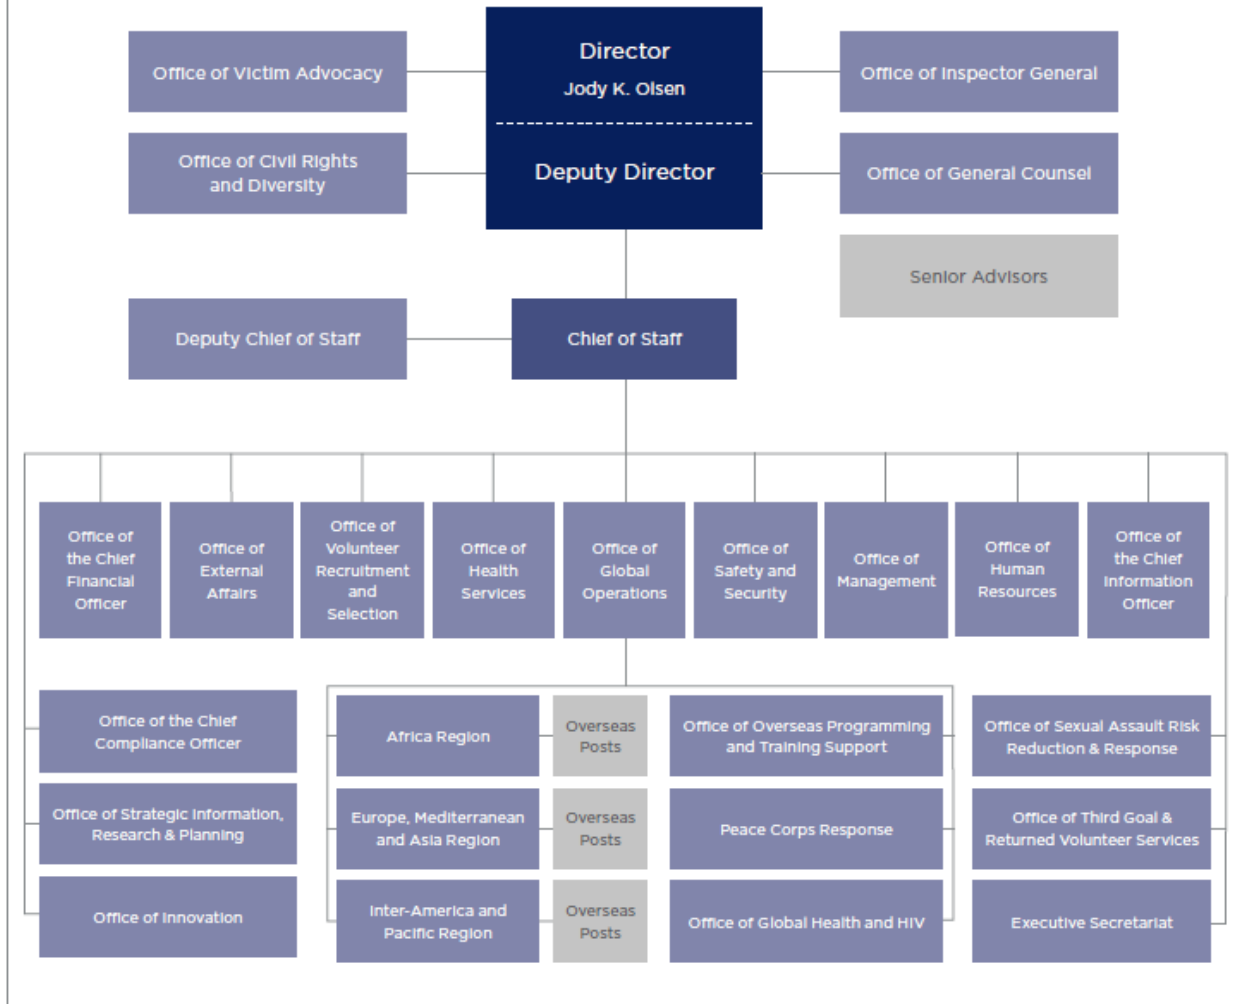 Director
Jody K. Olsen
Deputy Director
Office of Victim Advocacy
Office of Civil Rights
and Diversity
Office of Inspector General
Office of General Counsel
Senior Advisors
Deputy Chief of Staff
Chief of Staff
Office of
the Chief
Financial
Officer
Office of
External
Affairs
Office of
Volunteer
Recruitment
and
Selection
Office of
Health
Services
Office of
Global
Operations
Office of
Safety and
Security
Office of
Management
Office of
Human
Resources
Office of
the Chief
Information
Officer
Office of the Chief
Compliance Officer
Office of Strategic Information,
Research & Planning
Office of Innovation
Africa Region
Overseas
Posts
Europe, Mediterranean
and Asia Region
Overseas
Posts
Inter-America and
Pacific Region
Overseas
Posts
Office of Overseas Programming
and Training Support
Peace Corps Response
Office of Global Health and HIV
Office of Sexual Assault Risk
Reduction & Response
Office of Third Goal &
Returned Volunteer Services
Executive Secretariat